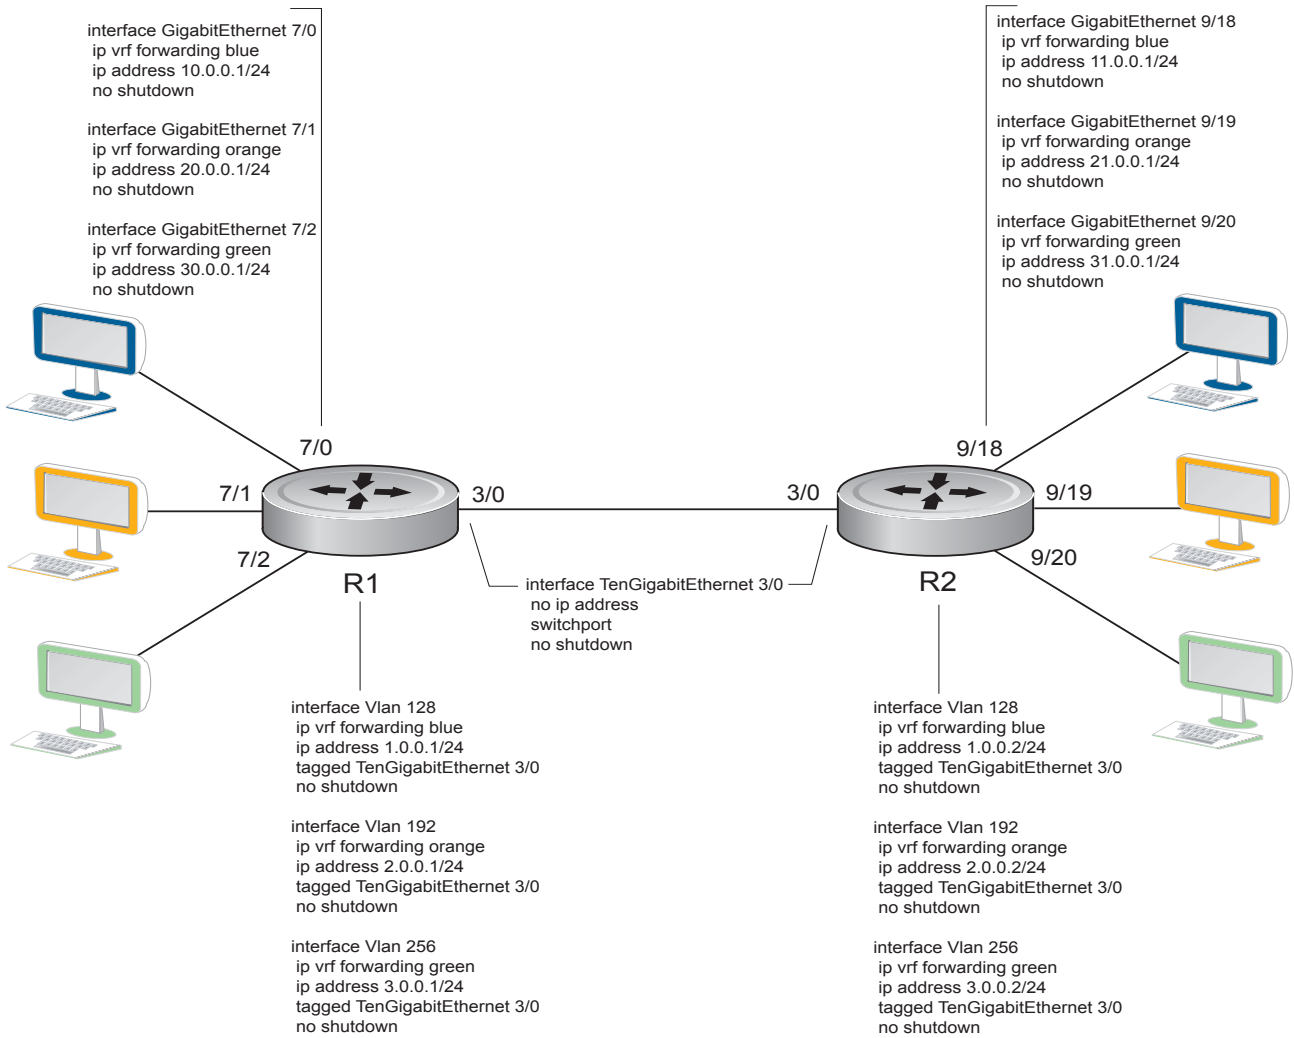 interface GigabitEthernet 7/0
ip vrf forwarding blue
ip address 10.0.0.1/24
no shutdown
interface GigabitEthernet 7/1
ip vrf forwarding orange
ip address 20.0.0.1/24
no shutdown
interface GigabitEthernet 7/2
ip vrf forwarding green
ip address 30.0.0.1/24
no shutdown
interface GigabitEthernet 9/18
ip vrf forwarding blue
ip address 11.0.0.1/24
no shutdown
interface GigabitEthernet 9/19
ip vrf forwarding orange
ip address 21.0.0.1/24
no shutdown
interface GigabitEthernet 9/20
ip vrf forwarding green
ip address 31.0.0.1/24
no shutdown
7/0
7/1
7/2
3/0
R1
3/0
9/18
9/19
9/20
R2
interface TenGigabitEthernet 3/0
no ip address
switchport
no shutdown
interface Vlan 128
ip vrf forwarding blue
ip address 1.0.0.1/24
tagged TenGigabitEthernet 3/0
no shutdown
interface Vlan 192
ip vrf forwarding orange
ip address 2.0.0.1/24
tagged TenGigabitEthernet 3/0
no shutdown
interface Vlan 256
ip vrf forwarding green
ip address 3.0.0.1/24
tagged TenGigabitEthernet 3/0
no shutdown
interface Vlan 128
ip vrf forwarding blue
ip address 1.0.0.2/24
tagged TenGigabitEthernet 3/0
no shutdown
interface Vlan 192
ip vrf forwarding orange
ip address 2.0.0.2/24
tagged TenGigabitEthernet 3/0
no shutdown
interface Vlan 256
ip vrf forwarding green
ip address 3.0.0.2/24
tagged TenGigabitEthernet 3/0
no shutdown